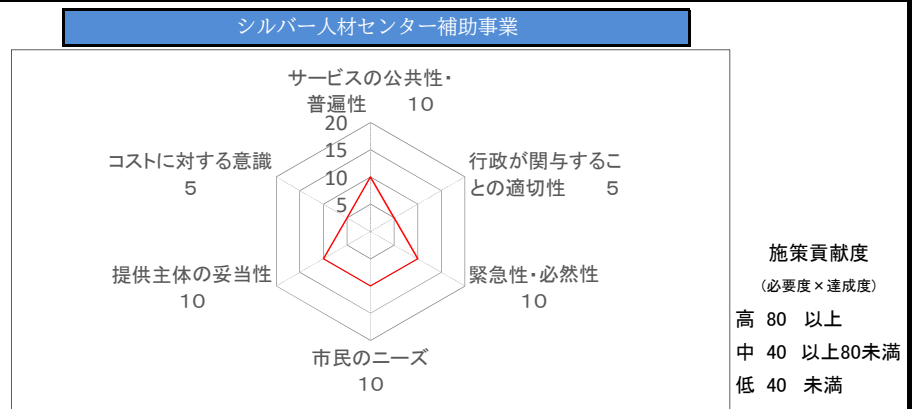 シルバー人材センター補助事業
サービスの公共性・
普遍性 10
20
15
10
5
行政が関与するこ
との適切性 5
緊急性・必然性
10
市民のニーズ
10
提供主体の妥当性
10
コストに対する意識
5
施策貢献度
（必要度×達成度）
高 80 以上
中 40 以上80未満
低 40 未満